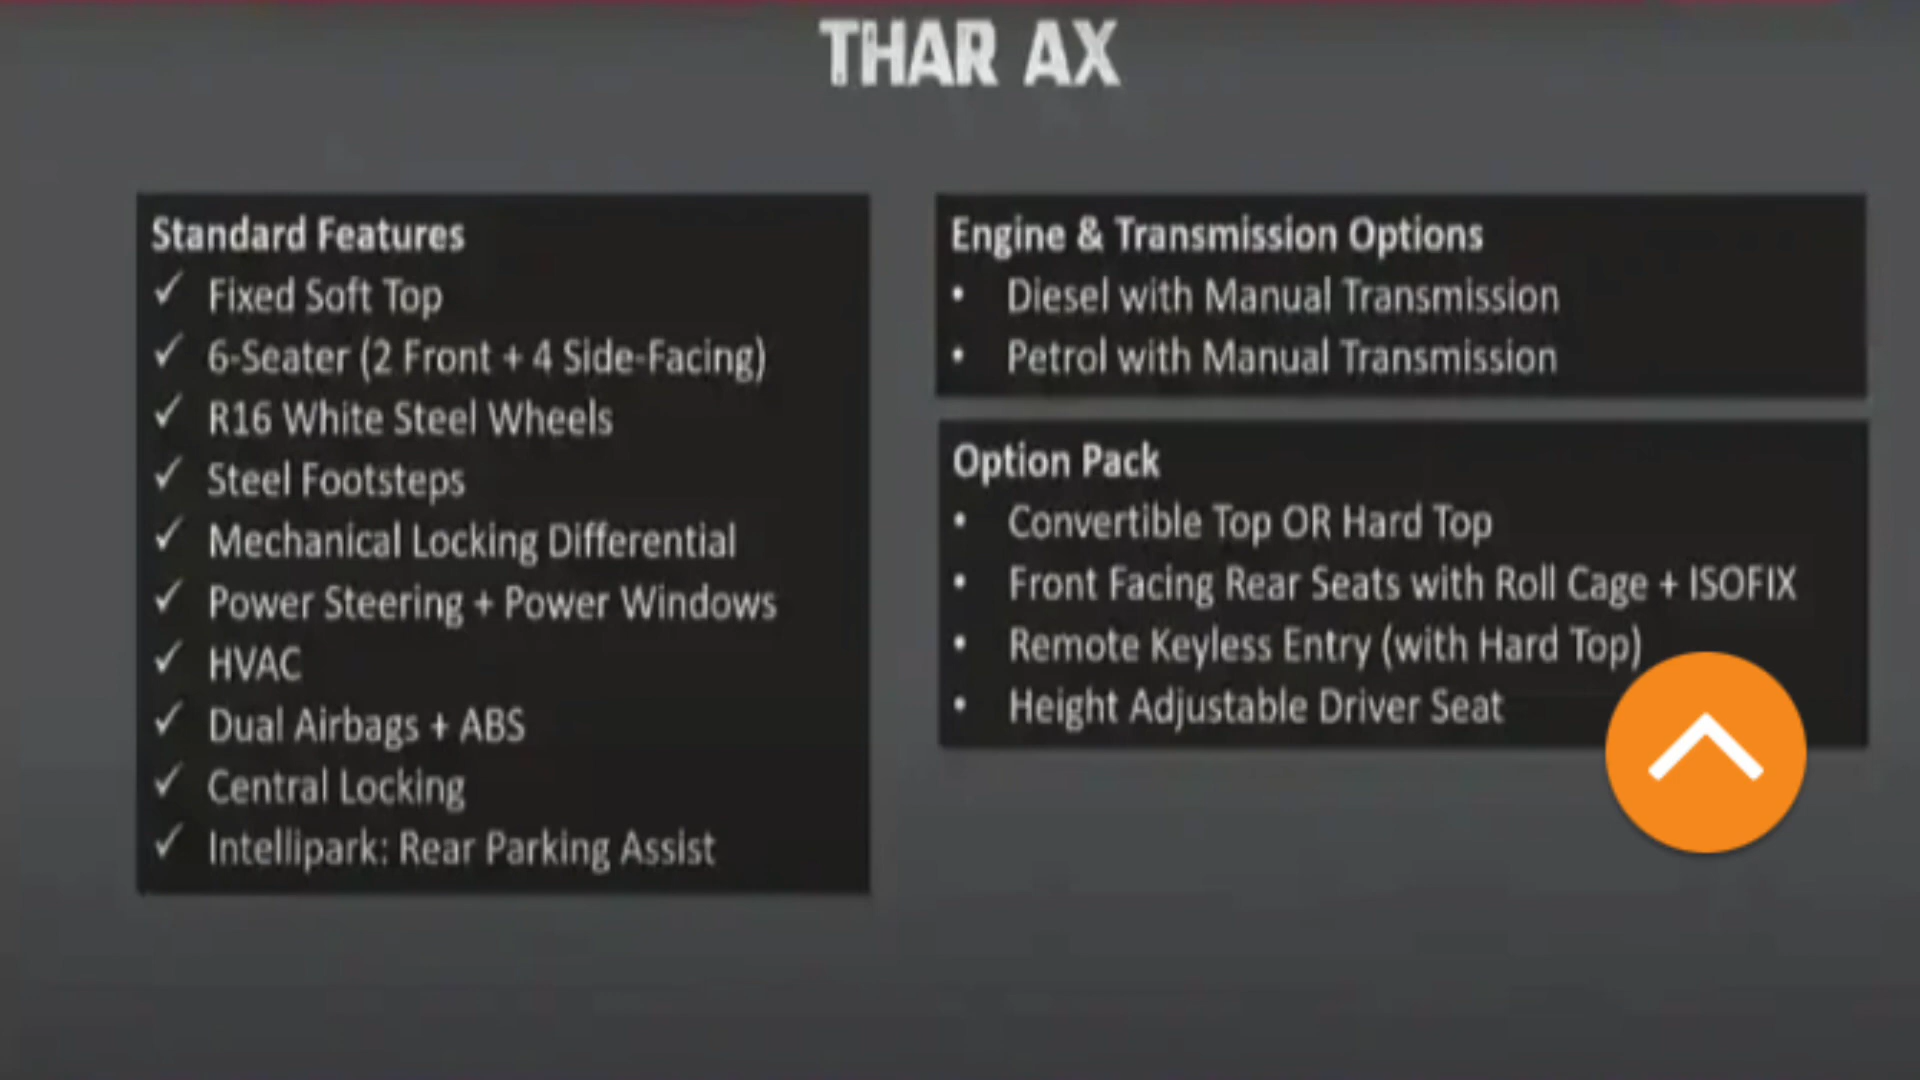 THAR AX
Standard Features
✓ Fixed Soft Top
✓ 6-Seater (2 Front + 4 Side-Facing)
✓ R16 White Steel Wheels
✓ Steel Footsteps
✓ Mechanical Locking Differential
✓ Power Steering + Power Windows
✓ HVAC
✓ Dual Airbags + ABS
✓ Central Locking
✓ Intellipark: Rear Parking Assist
Engine & Transmission Options
• Diesel with Manual Transmission
• Petrol with Manual Transmission
Option Pack
• Convertible Top OR Hard Top
• Front Facing Rear Seats with Roll Cage + ISOFIX
• Remote Keyless Entry (with Hard Top)
• Height Adjustable Driver Seat